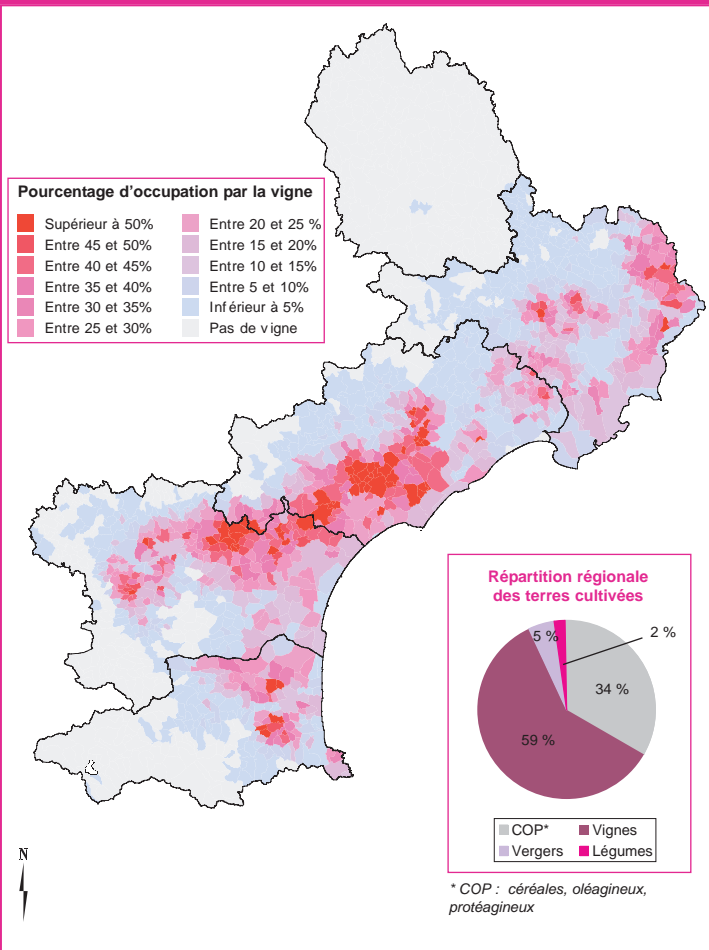 Pourcentage d'occupation par la vigne
Supérieur à 50%
Entre 45 et 50%
Entre 40 et 45%
Entre 35 et 40%
Entre 30 et 35%
Entre 25 et 30%
Entre 20 et 25 %
Entre 15 et 20%
Entre 10 et 15%
Entre 5 et 10%
Inférieur à 5%
Pas de vigne
Répartition régionale
des terres cultivées
5 %
2 %
34 %
59 %
COP*
Vignes
Vergers
Légumes
* COP : céréales, oléagineux,
protéagineux
N